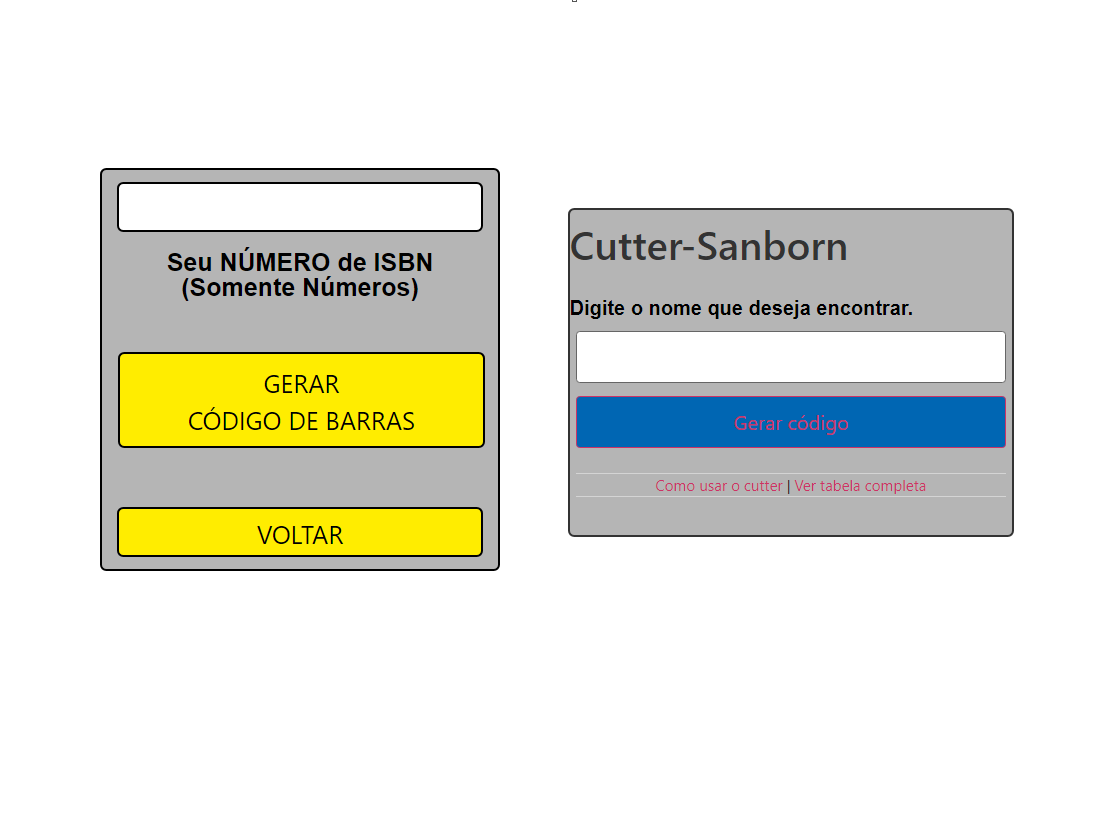 Seu NÚMERO de ISBN
(Somente Números)
GERAR
CÓDIGO DE BARRAS
VOLTAR
Cutter-Sanborn
Digite o nome que deseja encontrar.
Gerar código
Como usar o cutter | Ver tabela completa